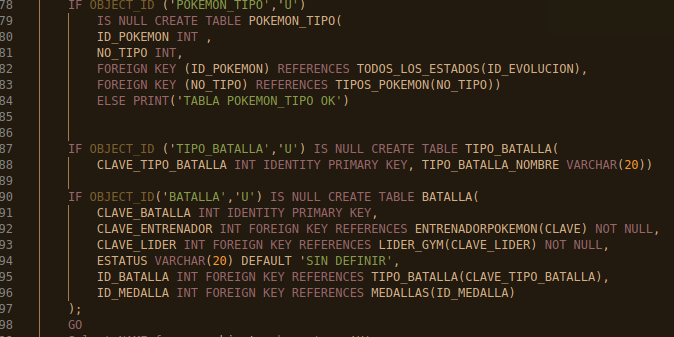 78 IF OBJECT_ID ('POKEMON_TIPO','U')
79 IS NULL CREATE TABLE POKEMON_TIPO(
80 ID_POKEMON INT ,
81 NO_TIPO INT,
82 FOREIGN KEY (ID_POKEMON) REFERENCES TODOS_LOS_ESTADOS(ID_EVOLUCION),
83 FOREIGN KEY (NO_TIPO) REFERENCES TIPOS_POKEMON(NO_TIPO))
84 ELSE PRINT('TABLA POKEMON_TIPO OK')
85
86
87 IF OBJECT_ID ('TIPO_BATALLA','U') IS NULL CREATE TABLE TIPO_BATALLA(
88 CLAVE_TIPO_BATALLA INT IDENTITY PRIMARY KEY, TIPO_BATALLA_NOMBRE VARCHAR(20))
89
90 IF OBJECT_ID('BATALLA','U') IS NULL CREATE TABLE BATALLA(
91 CLAVE_BATALLA INT IDENTITY PRIMARY KEY,
92 CLAVE_ENTRENADOR INT FOREIGN KEY REFERENCES ENTRENADORPOKEMON(CLAVE) NOT NULL,
93 CLAVE_LIDER INT FOREIGN KEY REFERENCES LIDER_GYM(CLAVE_LIDER) NOT NULL,
94 ESTATUS VARCHAR(20) DEFAULT 'SIN DEFINIR',
95 ID_BATALLA INT FOREIGN KEY REFERENCES TIPO_BATALLA(CLAVE_TIPO_BATALLA),
96 ID_MEDALLA INT FOREIGN KEY REFERENCES MEDALLAS(ID_MEDALLA)
97 );
98 GO